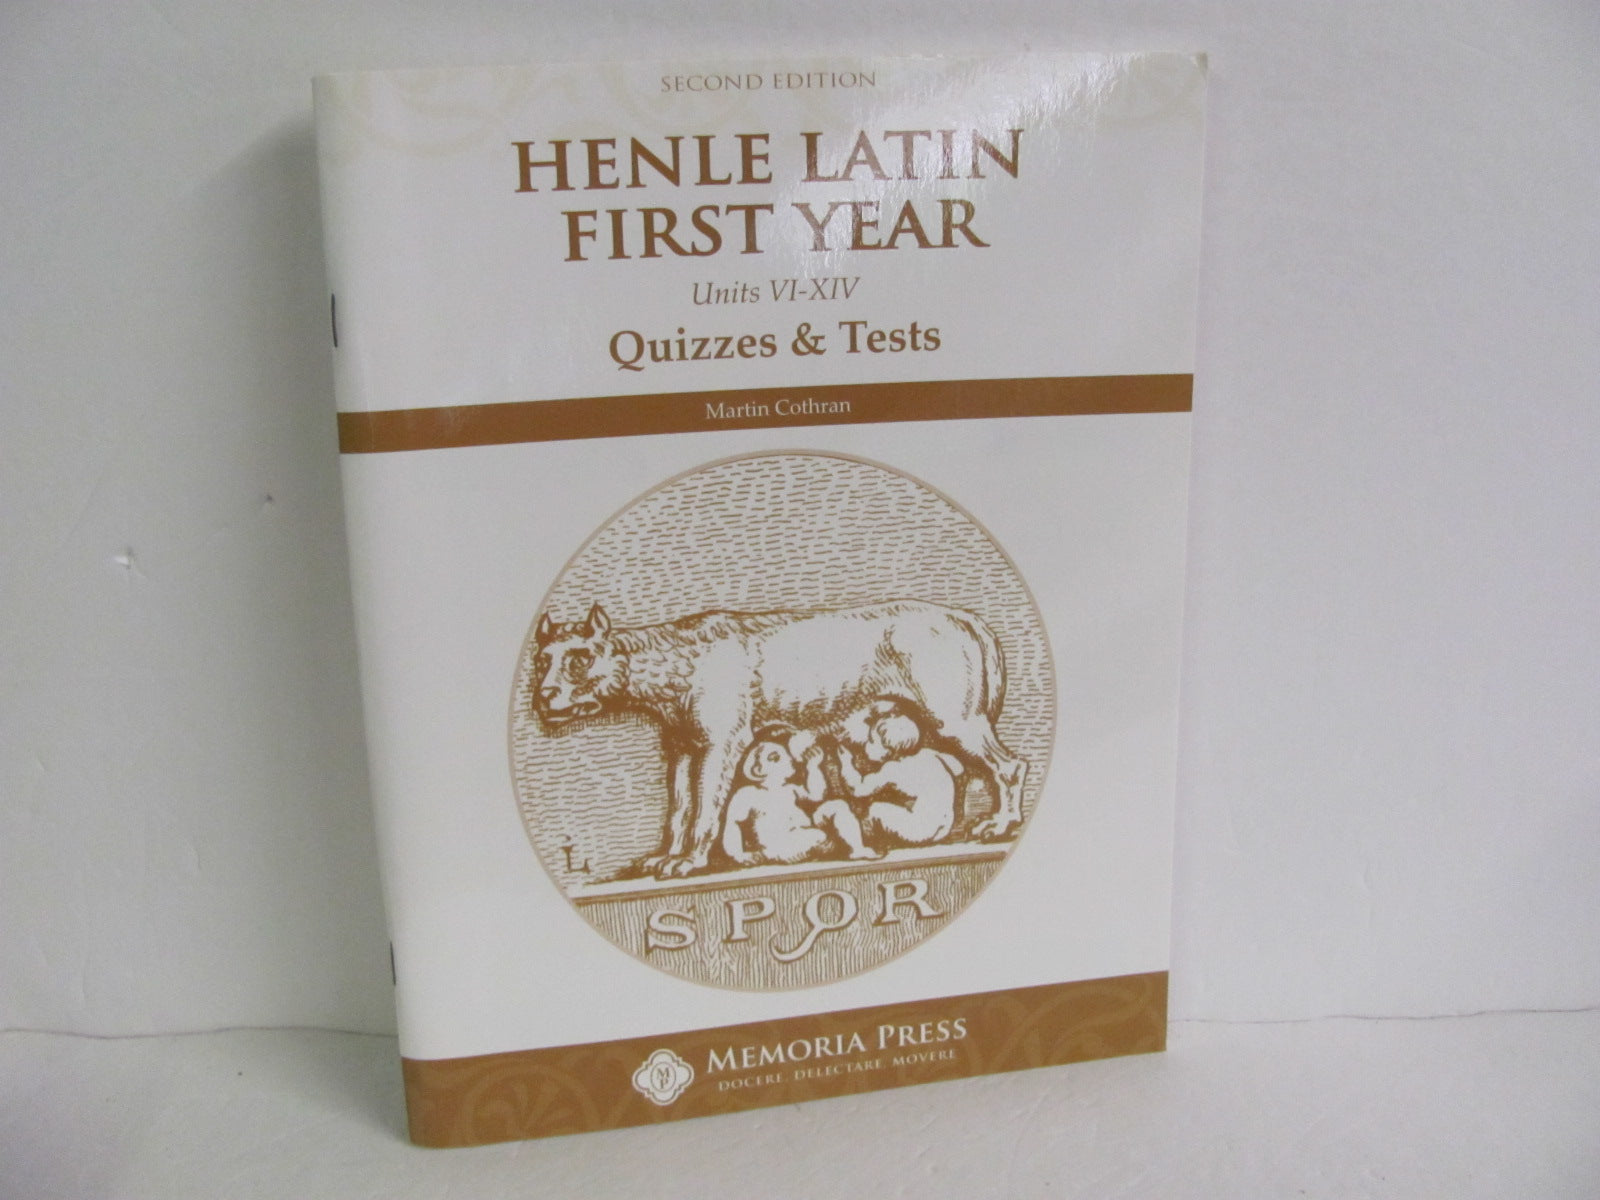 SECOND EDITION
HENLE LATIN
FIRST YEAR
Units VI-XIV
Quizzes & Tests
Martin Cothran
L
SPQR
MP
MEMORIA PRESS
DOCERE, DELECTARE, MOVERE